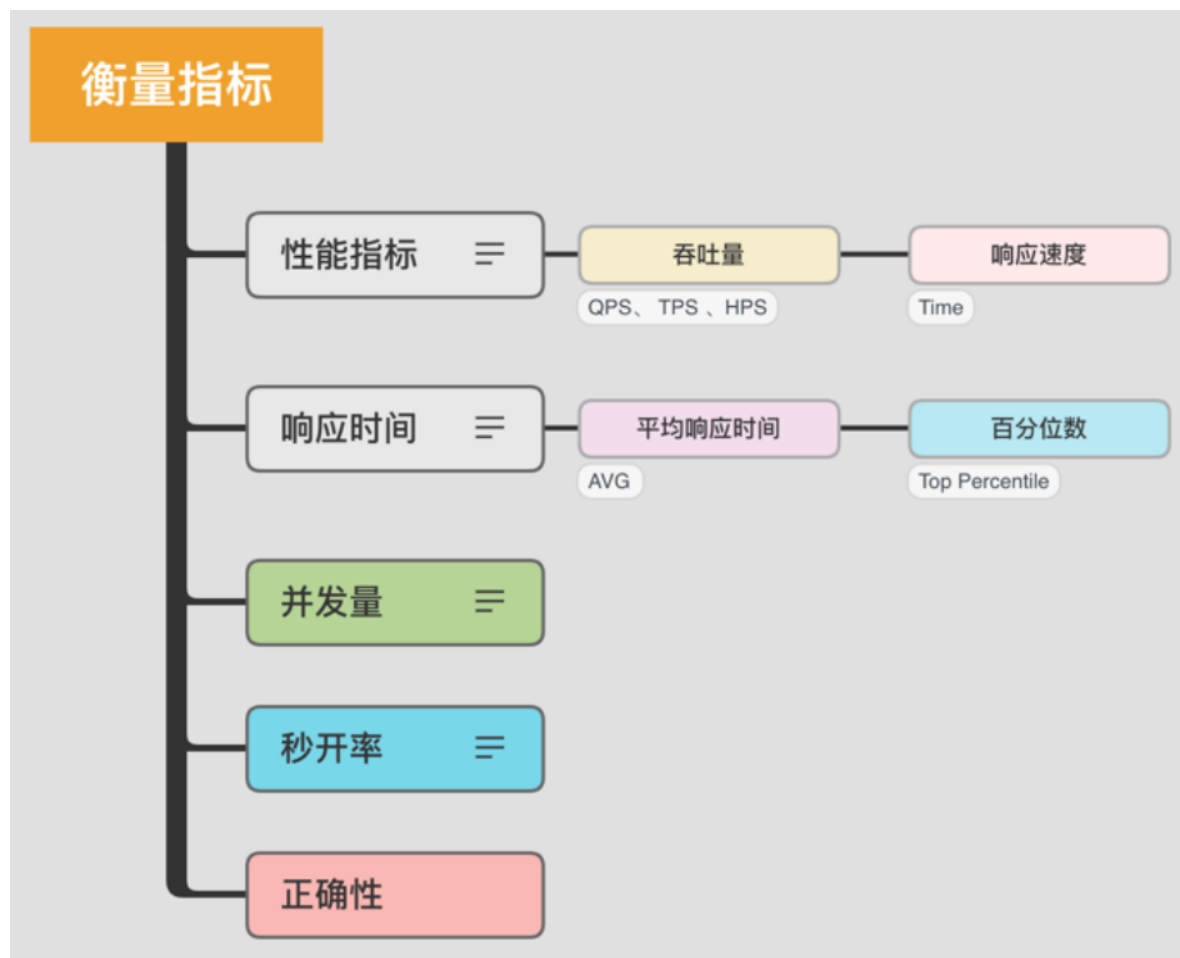 衡量指标
性能指标
吞吐量
响应速度
QPS、 TPS 、HPS
Time
响应时间
平均响应时间
百分位数
AVG
Top Percentile
并发量
秒开率
正确性